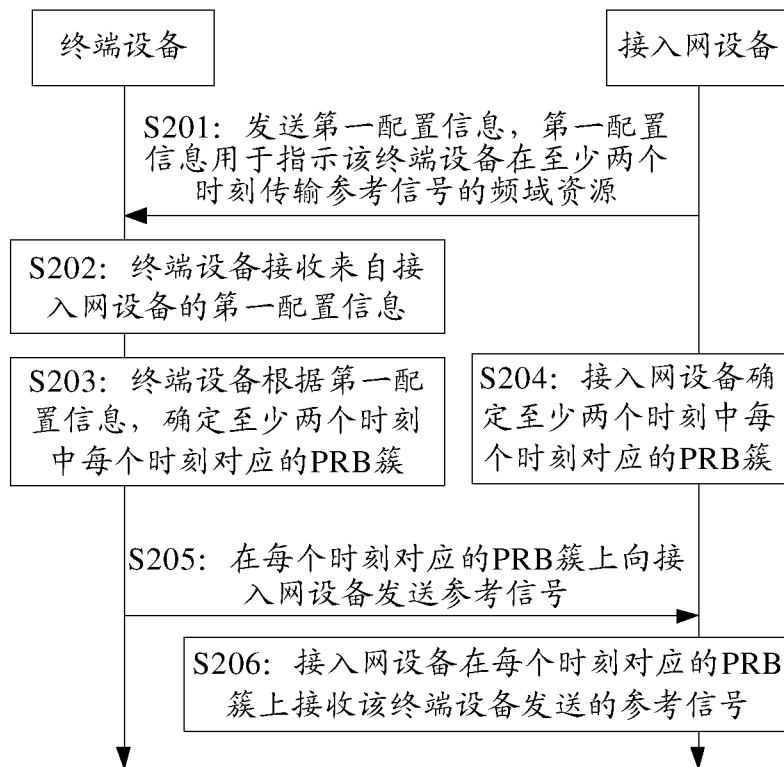 终端设备
接入网设备
S201：发送第一配置信息，第一配置
信息用于指示该终端设备在至少两个
时刻传输参考信号的频域资源
S202：终端设备接收来自接
入网设备的第一配置信息
S203：终端设备根据第一配
置信息，确定至少两个时刻
中每个时刻对应的PRB簇
S204：接入网设备确
定至少两个时刻中每
个时刻对应的PRB簇
S205：在每个时刻对应的PRB簇上向接
入网设备发送参考信号
S206：接入网设备在每个时刻对应的PRB
簇上接收该终端设备发送的参考信号